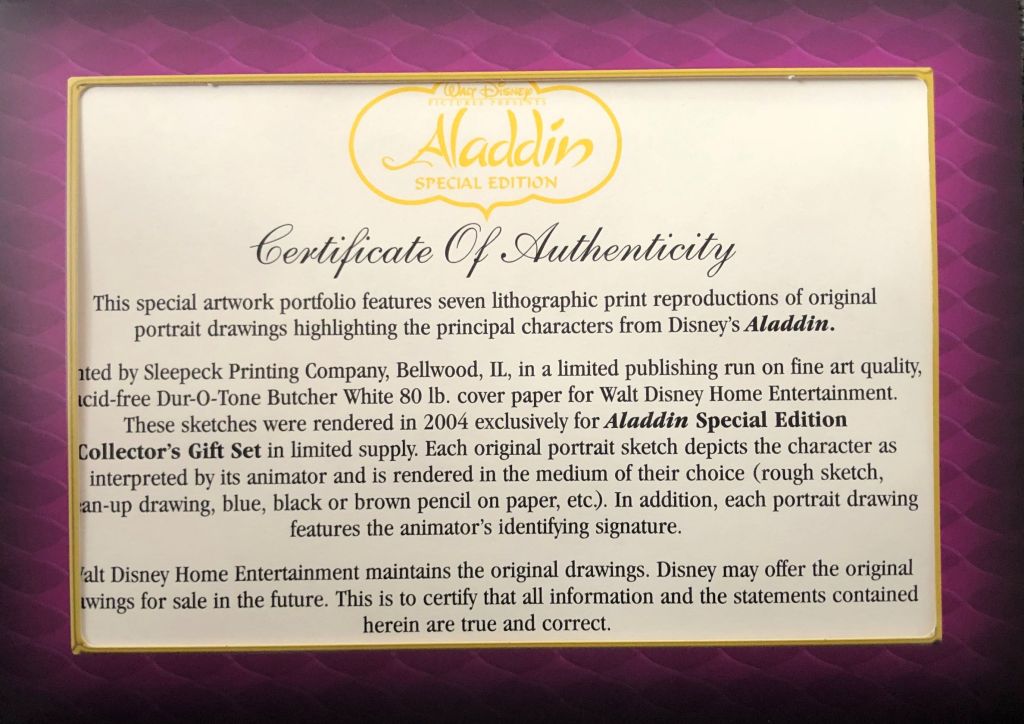 Walt Disney
PICTURES PRESENTS
Aladdin
SPECIAL EDITION
Certificate Of Authenticity
This special artwork portfolio features seven lithographic print reproductions of original
portrait drawings highlighting the principal characters from Disney's Aladdin.
nted by Sleepeck Printing Company, Bellwood, IL, in a limited publishing run on fine art quality,
acid-free Dur-O-Tone Butcher White 80 lb. cover paper for Walt Disney Home Entertainment.
These sketches were rendered in 2004 exclusively for Aladdin Special Edition
Collector's Gift Set in limited supply. Each original portrait sketch depicts the character as
interpreted by its animator and is rendered in the medium of their choice (rough sketch,
an-up drawing, blue, black or brown pencil on paper, etc.). In addition, each portrait drawing
features the animator's identifying signature.
alt Disney Home Entertainment maintains the original drawings. Disney may offer the original
wings for sale in the future. This is to certify that all information and the statements contained
herein are true and correct.